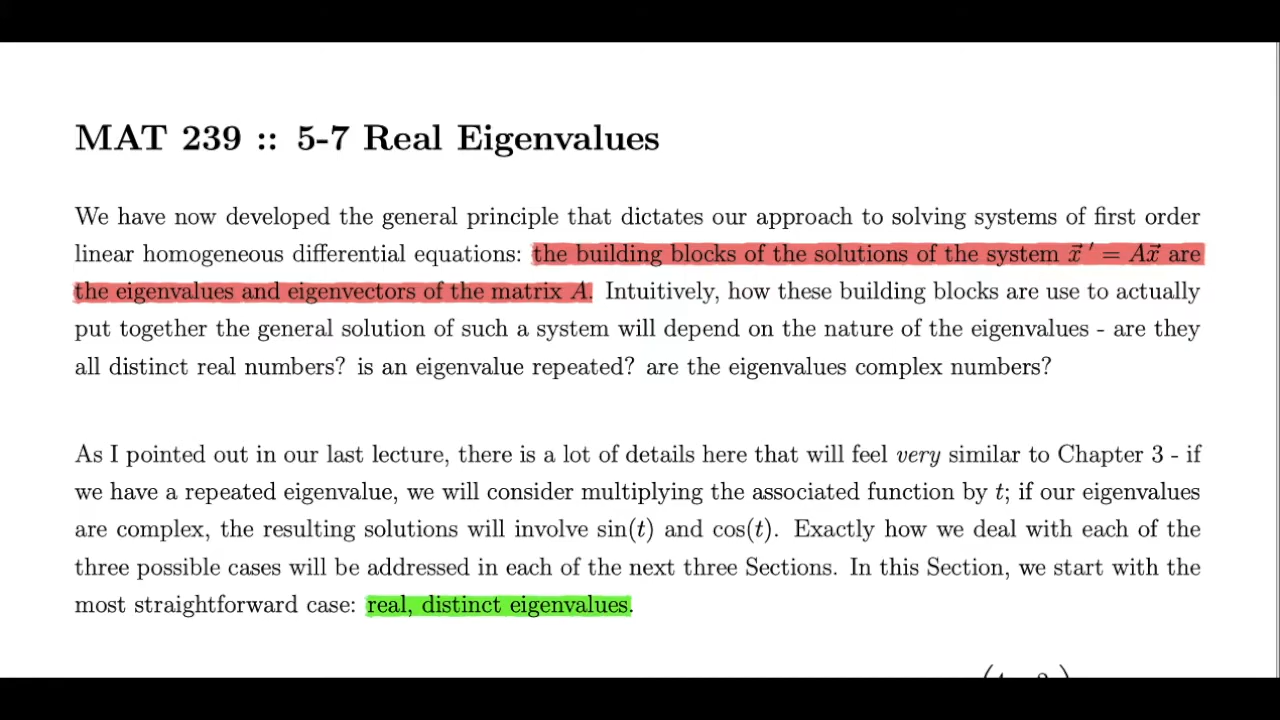 MAT 239 :: 5-7 Real Eigenvalues
We have now developed the general principle that dictates our approach to solving systems of first order
linear homogeneous differential equations: the building blocks of the solutions of the system x⃗ ′ = Ax⃗ are
the eigenvalues and eigenvectors of the matrix A. Intuitively, how these building blocks are use to actually
put together the general solution of such a system will depend on the nature of the eigenvalues - are they
all distinct real numbers? is an eigenvalue repeated? are the eigenvalues complex numbers?
As I pointed out in our last lecture, there is a lot of details here that will feel very similar to Chapter 3 - if
we have a repeated eigenvalue, we will consider multiplying the associated function by t; if our eigenvalues
are complex, the resulting solutions will involve sin(t) and cos(t). Exactly how we deal with each of the
three possible cases will be addressed in each of the next three Sections. In this Section, we start with the
most straightforward case: real, distinct eigenvalues.